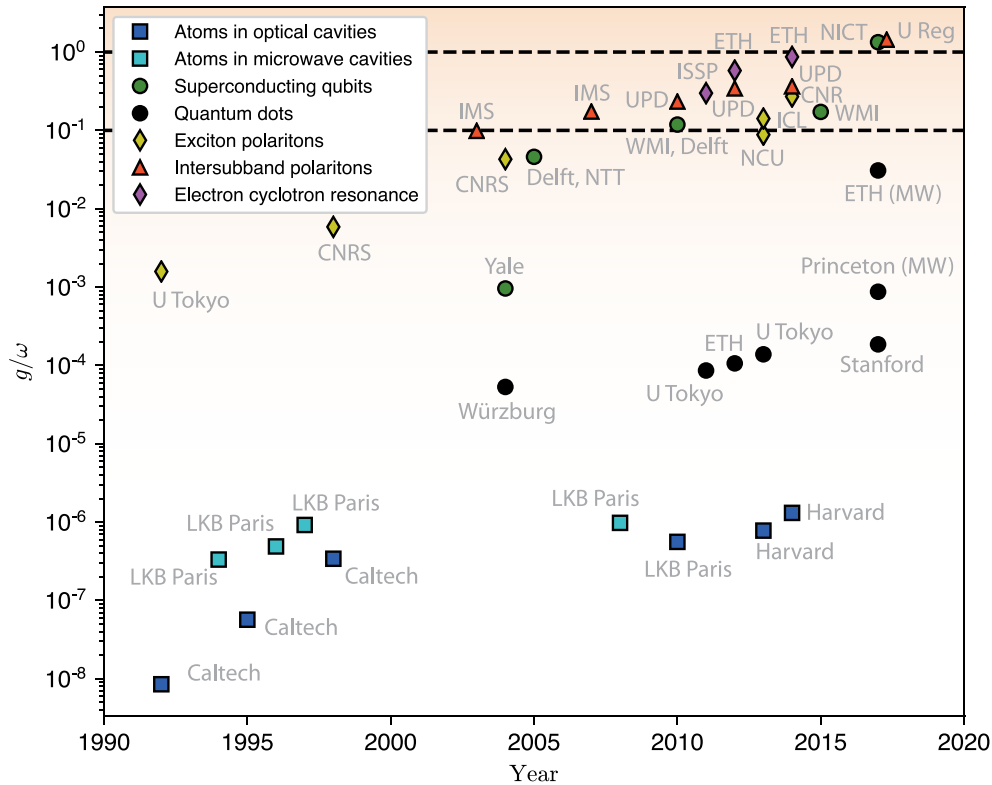 Atoms in optical cavities
Atoms in microwave cavities
Superconducting qubits
Quantum dots
Exciton polaritons
Intersubband polaritons
Electron cyclotron resonance
ETH
ETH
NICT
U Reg
ISSP
UPD
IMS
IMS
UPD
UPD
CNR
ICL
WMI
WMI, Delft
NCU
CNRS
Delft, NTT
ETH (MW)
CNRS
U Tokyo
Yale
Princeton (MW)
U Tokyo
ETH
Stanford
U Tokyo
Würzburg
LKB Paris
LKB Paris
LKB Paris
LKB Paris
Harvard
Harvard
LKB Paris
Caltech
Caltech
Caltech
10^0
10^-1
10^-2
10^-3
10^-4
10^-5
10^-6
10^-7
10^-8
g/ω
1990 1995 2000 2005 2010 2015 2020
Year